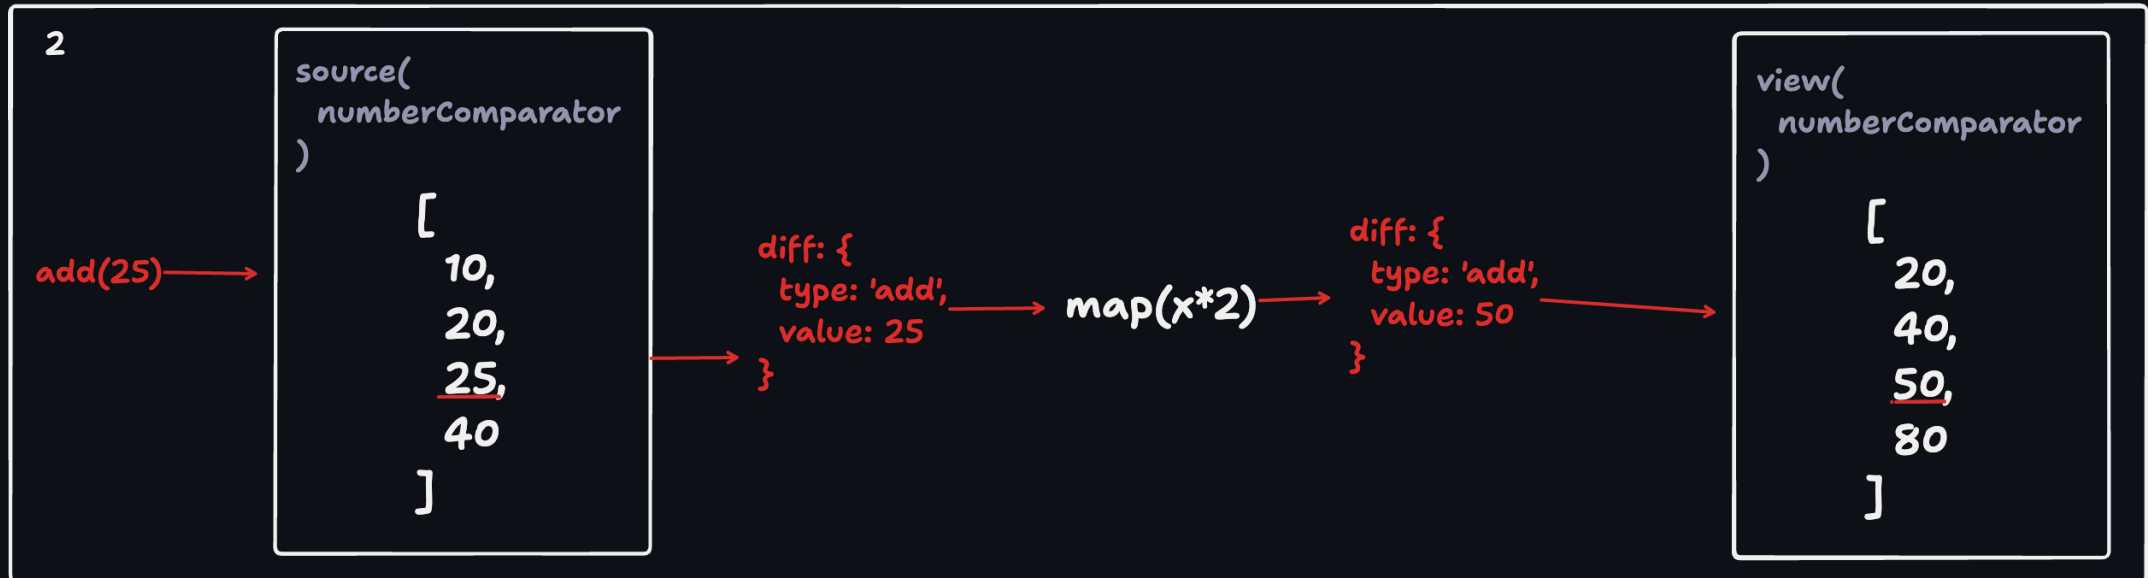 2
source(
numberComparator
)
[
10,
20,
25,
40
]
add(25)
diff: {
type: 'add',
value: 25
}
map(x*2)
diff: {
type: 'add',
value: 50
}
view(
numberComparator
)
[
20,
40,
50,
80
]